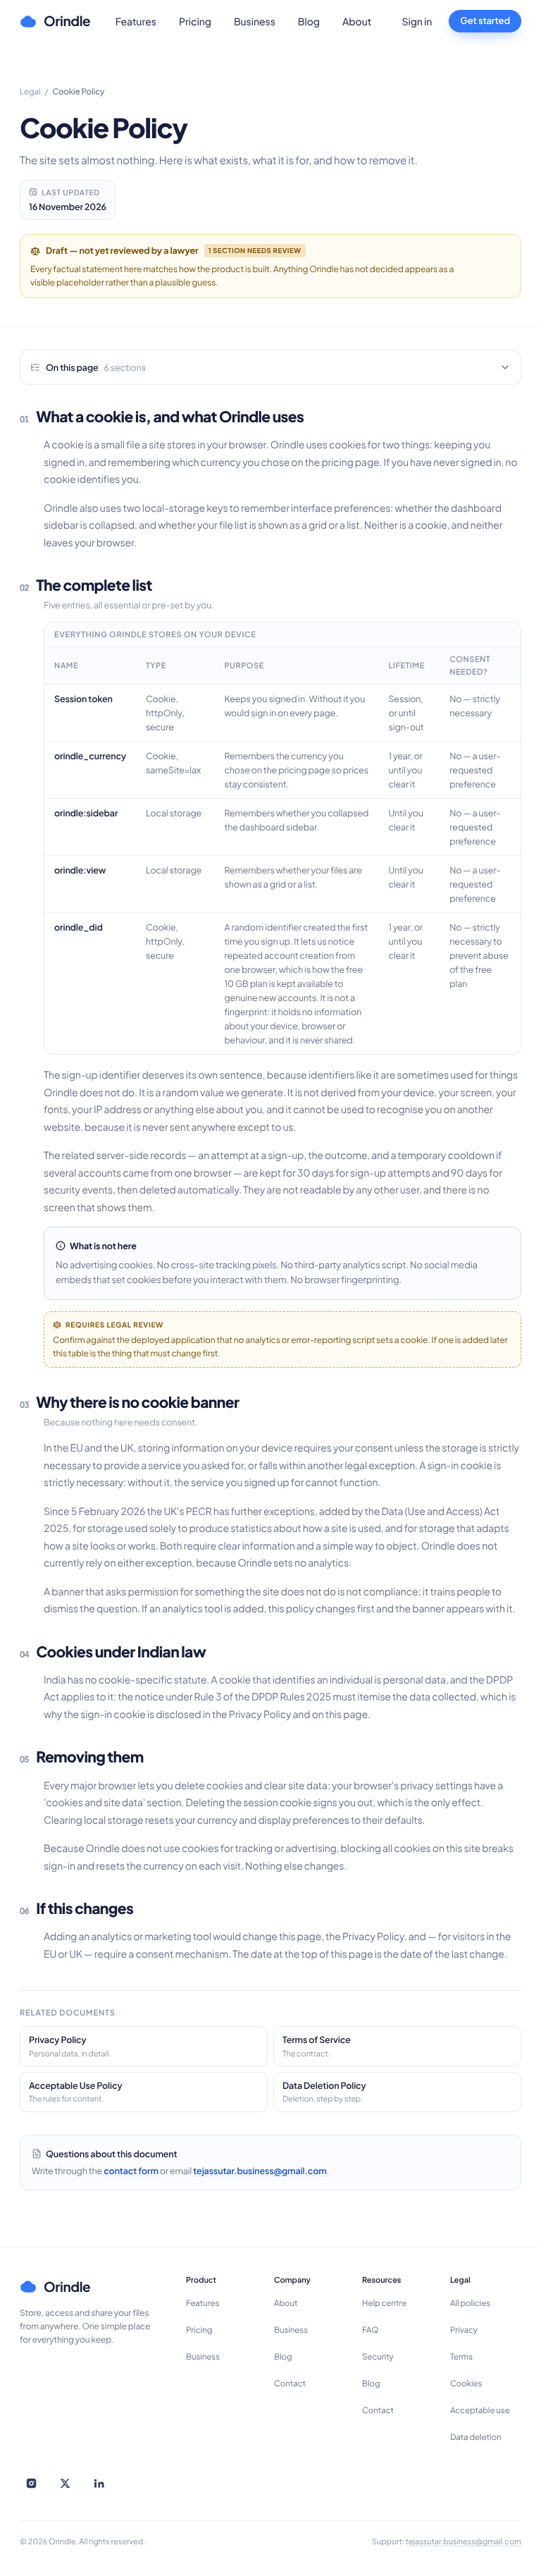 Orindle Features Pricing Business Blog About Sign in Get started
Legal / Cookie Policy
Cookie Policy
The site sets almost nothing. Here is what exists, what it is for, and how to remove it.
LAST UPDATED
16 November 2026
Draft — not yet reviewed by a lawyer 1 SECTION NEEDS REVIEW
Every factual statement here matches how the product is built. Anything Orindle has not decided appears as a
visible placeholder rather than a plausible guess.
On this page 6 sections
01 What a cookie is, and what Orindle uses
A cookie is a small file a site stores in your browser. Orindle uses cookies for two things: keeping you
signed in, and remembering which currency you chose on the pricing page. If you have never signed in, no
cookie identifies you.
Orindle also uses two local-storage keys to remember interface preferences: whether the dashboard
sidebar is collapsed, and whether your file list is shown as a grid or a list. Neither is a cookie, and neither
leaves your browser.
02 The complete list
Five entries, all essential or pre-set by you.
EVERYTHING ORINDLE STORES ON YOUR DEVICE
NAME TYPE PURPOSE LIFETIME CONSENT
NEEDED?
Session token Cookie, Keeps you signed in. Without it you Session, No — strictly
httpOnly, would sign in on every page. or until necessary
secure sign-out
orindle_currency Cookie, Remembers the currency you 1 year, or No — a user-
sameSite=lax chose on the pricing page so prices until you requested
stay consistent. clear it preference
orindle:sidebar Local storage Remembers whether you collapsed Until you No — a user-
the dashboard sidebar. clear it requested
preference
orindle:view Local storage Remembers whether your files are Until you No — a user-
shown as a grid or a list. clear it requested
preference
orindle_did Cookie, A random identifier created the first 1 year, or No — strictly
httpOnly, time you sign up. It lets us notice until you necessary to
secure repeated account creation from clear it prevent abuse
one browser, which is how the free of the free
10 GB plan is kept available to plan
genuine new accounts. It is not a
fingerprint: it holds no information
about your device, browser or
behaviour, and it is never shared.
The sign-up identifier deserves its own sentence, because identifiers like it are sometimes used for things
Orindle does not do. It is a random value we generate. It is not derived from your device, your screen, your
fonts, your IP address or anything else about you, and it cannot be used to recognise you on another
website, because it is never sent anywhere except to us.
The related server-side records — an attempt at a sign-up, the outcome, and a temporary cooldown if
several accounts came from one browser — are kept for 30 days for sign-up attempts and 90 days for
security events, then deleted automatically. They are not readable by any other user, and there is no
screen that shows them.
What is not here
No advertising cookies. No cross-site tracking pixels. No third-party analytics script. No social media
embeds that set cookies before you interact with them. No browser fingerprinting.
REQUIRES LEGAL REVIEW
Confirm against the deployed application that no analytics or error-reporting script sets a cookie. If one is added later
this table is the thing that must change first.
03 Why there is no cookie banner
Because nothing here needs consent.
In the EU and the UK, storing information on your device requires your consent unless the storage is strictly
necessary to provide a service you asked for, or falls within another legal exception. A sign-in cookie is
strictly necessary: without it, the service you signed up for cannot function.
Since 5 February 2026 the UK's PECR has further exceptions, added by the Data (Use and Access) Act
2025, for storage used solely to produce statistics about how a site is used, and for storage that adapts
how a site looks or works. Both require clear information and a simple way to object. Orindle does not
currently rely on either exception, because Orindle sets no analytics.
A banner that asks permission for something the site does not do is not compliance; it trains people to
dismiss the question. If an analytics tool is added, this policy changes first and the banner appears with it.
04 Cookies under Indian law
India has no cookie-specific statute. A cookie that identifies an individual is personal data, and the DPDP
Act applies to it: the notice under Rule 3 of the DPDP Rules 2025 must itemise the data collected, which is
why the sign-in cookie is disclosed in the Privacy Policy and on this page.
05 Removing them
Every major browser lets you delete cookies and clear site data; your browser's privacy settings have a
'cookies and site data' section. Deleting the session cookie signs you out, which is the only effect.
Clearing local storage resets your currency and display preferences to their defaults.
Because Orindle does not use cookies for tracking or advertising, blocking all cookies on this site breaks
sign-in and resets the currency on each visit. Nothing else changes.
06 If this changes
Adding an analytics or marketing tool would change this page, the Privacy Policy, and — for visitors in the
EU or UK — require a consent mechanism. The date at the top of this page is the date of the last change.
RELATED DOCUMENTS
Privacy Policy Terms of Service
Personal data, in detail. The contract.
Acceptable Use Policy Data Deletion Policy
The rules for content. Deletion, step by step.
Questions about this document
Write through the contact form or email tejassutar.business@gmail.com.
Orindle Product Company Resources Legal
Store, access and share your files
from anywhere. One simple place
for everything you keep.
Features About Help centre All policies
Pricing Business FAQ Privacy
Business Blog Security Terms
Contact Blog Cookies
Contact Acceptable use
Data deletion
© 2026 Orindle. All rights reserved. Support: tejassutar.business@gmail.com